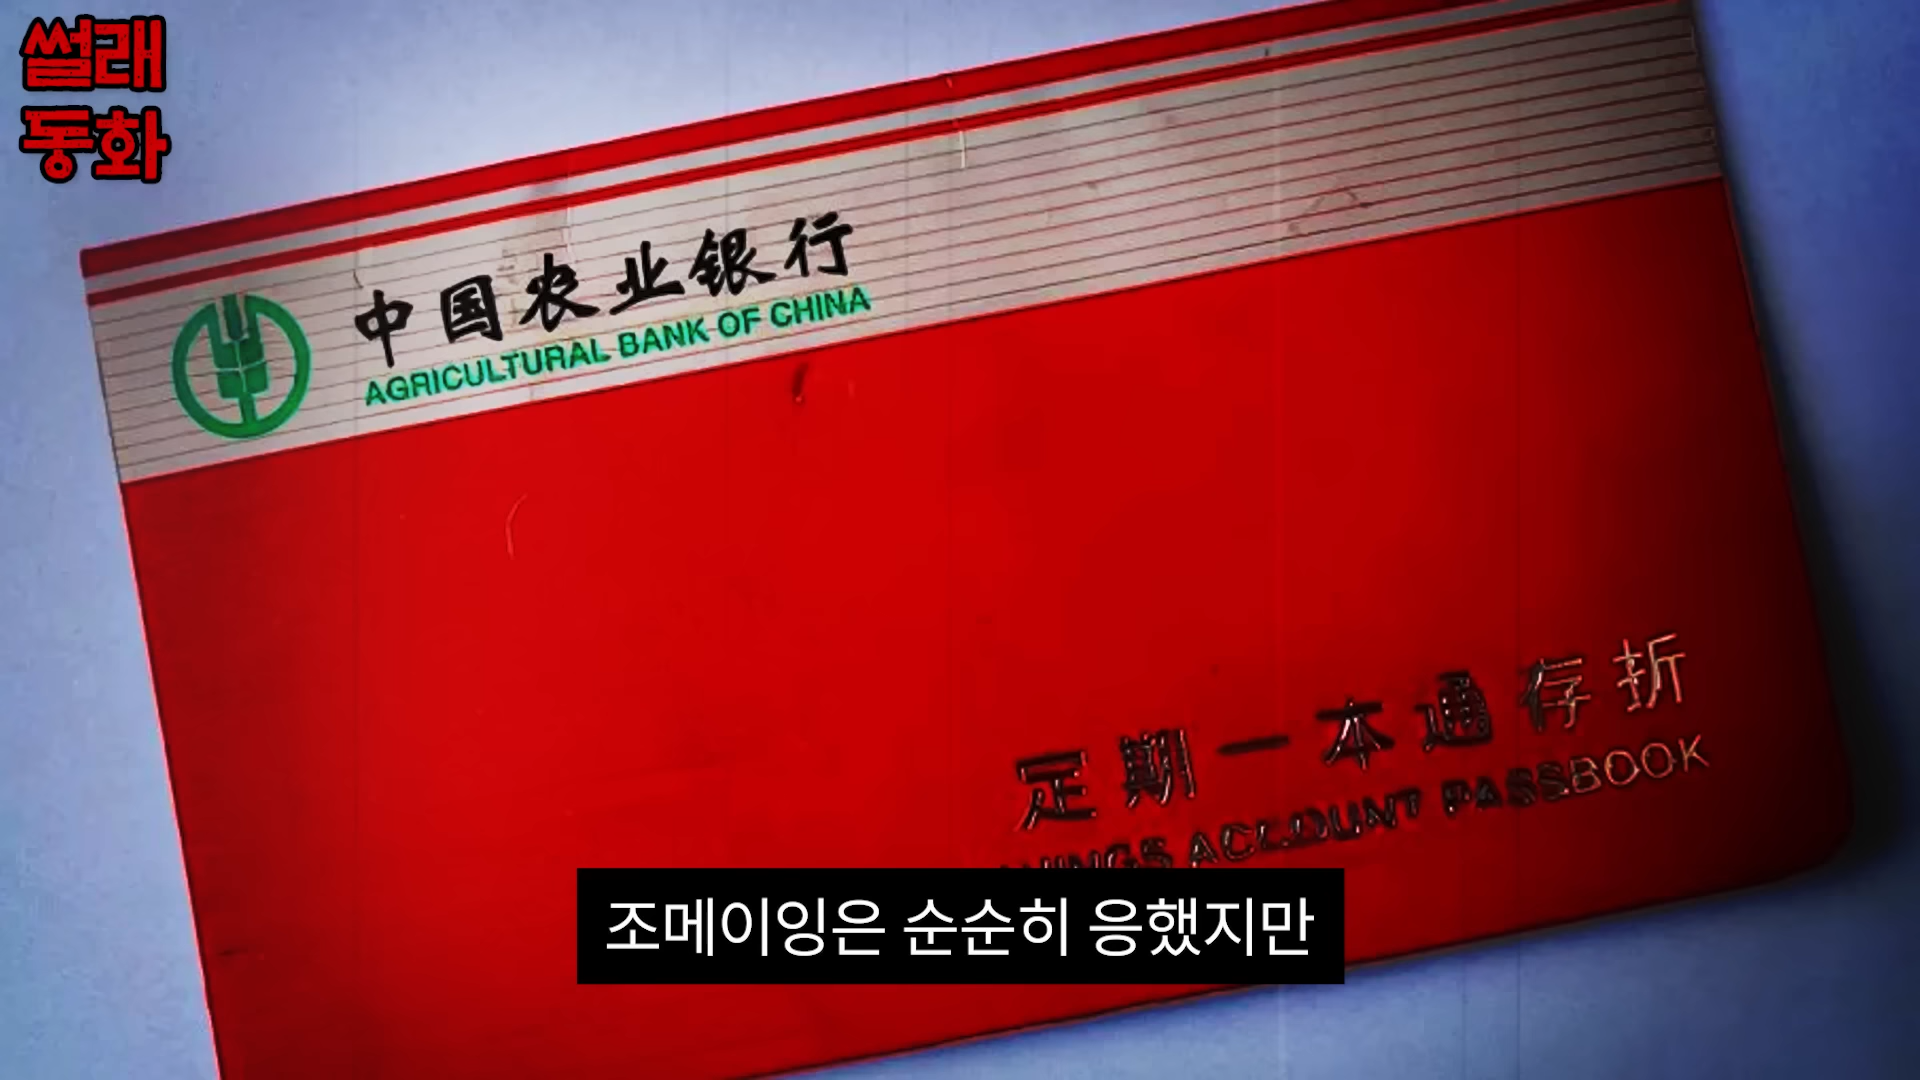 썰래
동화
中国农业银行
AGRICULTURAL BANK OF CHINA
定期一本通存折
ACCOUNT PASSBOOK
조메이잉은 순순히 응했지만